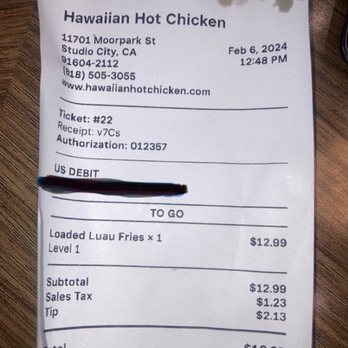 Hawaiian Hot Chicken
11701 Moorpark St
Studio City, CA
91604-2112
(818) 505-3055
www.hawaiianhotchicken.com
Feb 6, 2024
12:48 PM
Ticket: #22
Receipt: v7Cs
Authorization: 012357
US DEBIT
TO GO
Loaded Luau Fries × 1 $12.99
Level 1
Subtotal $12.99
Sales Tax $1.23
Tip $2.13